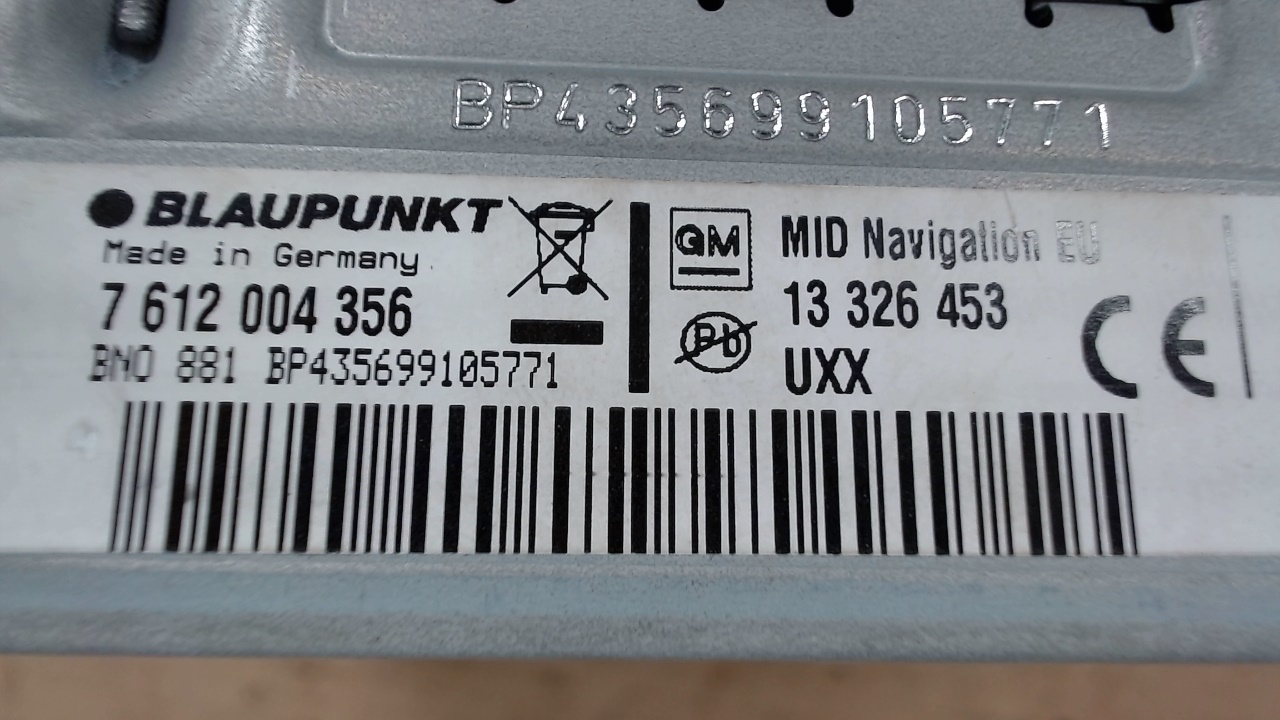 BP435699105771
BLAUPUNKT
Made in Germany
7 612 004 356
BNO 881 BP435699105771
GM
MID Navigation EU
13 326 453
Pb
UXX
CE